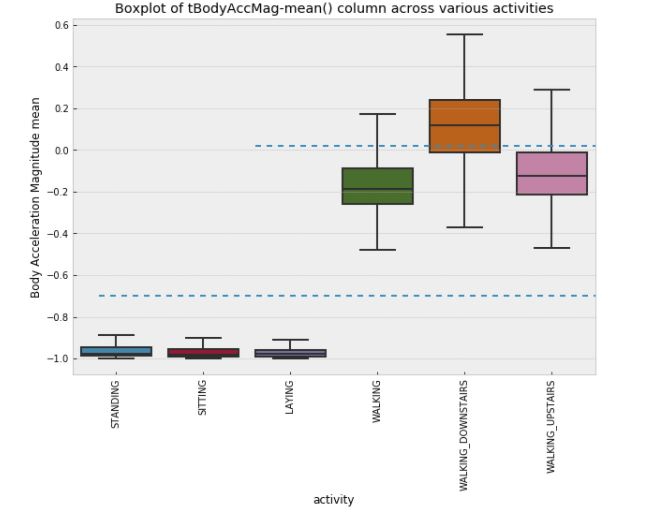 Boxplot of tBodyAccMag-mean() column across various activities
Body Acceleration Magnitude mean
0.6
0.4
0.2
0.0
−0.2
−0.4
−0.6
−0.8
−1.0
STANDING
SITTING
LAYING
WALKING
WALKING_DOWNSTAIRS
WALKING_UPSTAIRS
activity